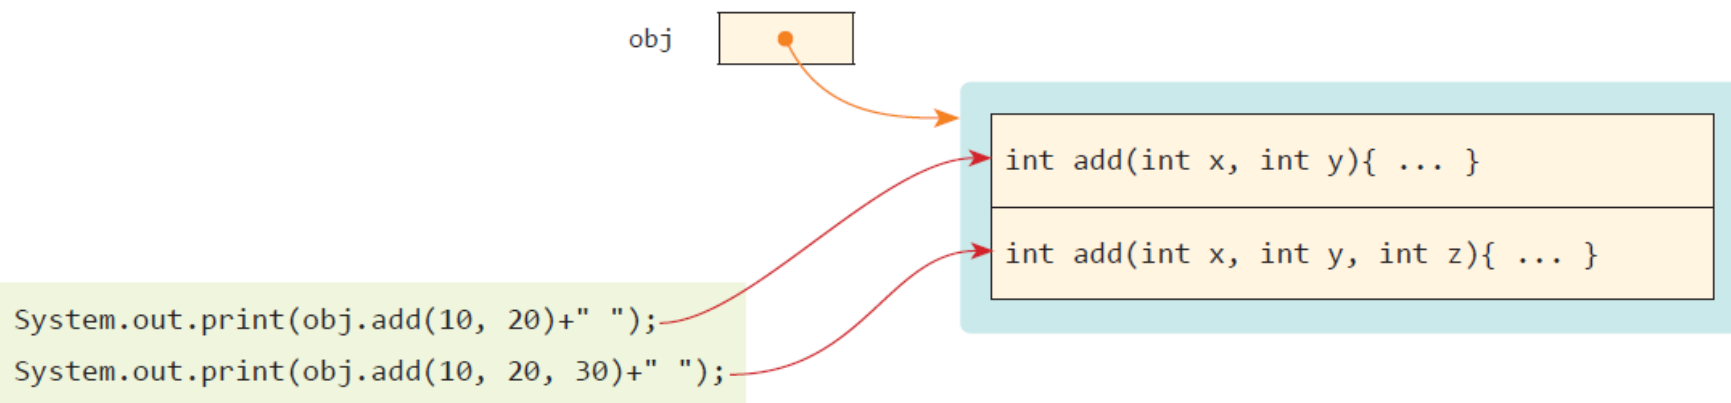 obj
int add(int x, int y){ ... }
int add(int x, int y, int z){ ... }
System.out.print(obj.add(10, 20)+" ");
System.out.print(obj.add(10, 20, 30)+" ");